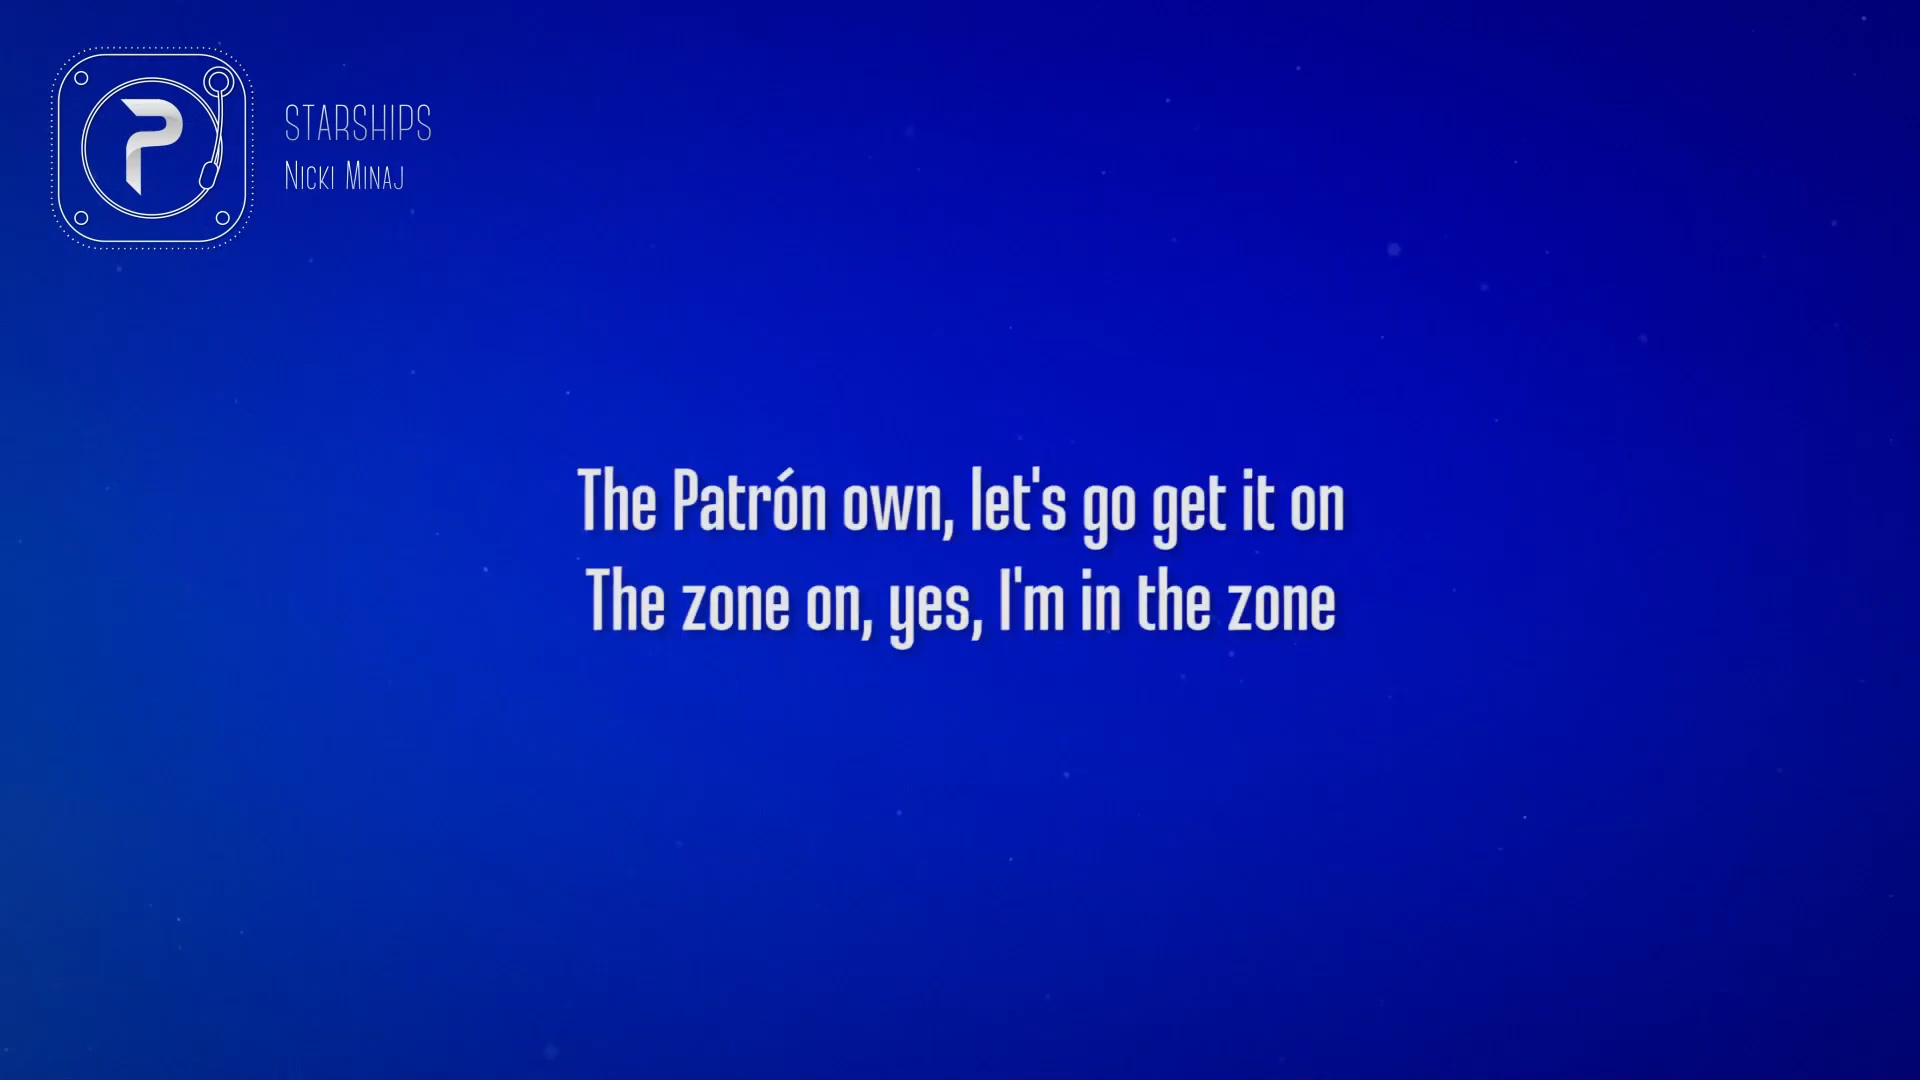 P
STARSHIPS
Nicki Minaj
The Patrón own, let's go get it on
The zone on, yes, I'm in the zone